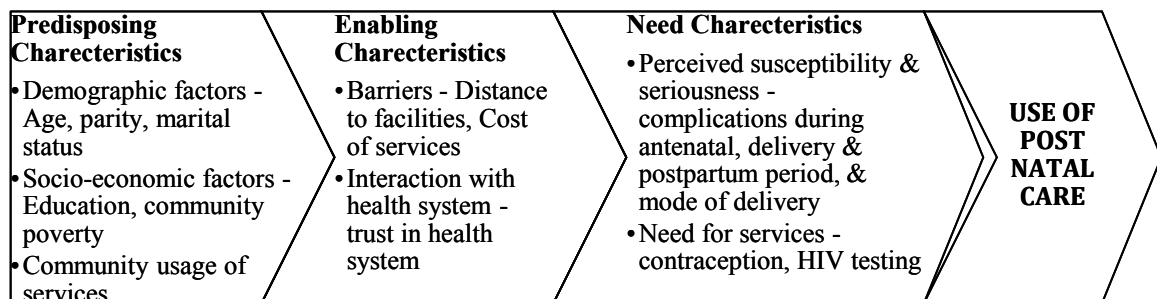 Predisposing
Charecteristics
•Demographic factors -
Age, parity, marital
status
•Socio-economic factors -
Education, community
poverty
•Community usage of
services
Enabling
Charecteristics
•Barriers - Distance
to facilities, Cost
of services
•Interaction with
health system -
trust in health
system
Need Charecteristics
•Perceived susceptibility &
seriousness -
complications during
antenatal, delivery &
postpartum period, &
mode of delivery
•Need for services -
contraception, HIV testing
USE OF
POST
NATAL
CARE